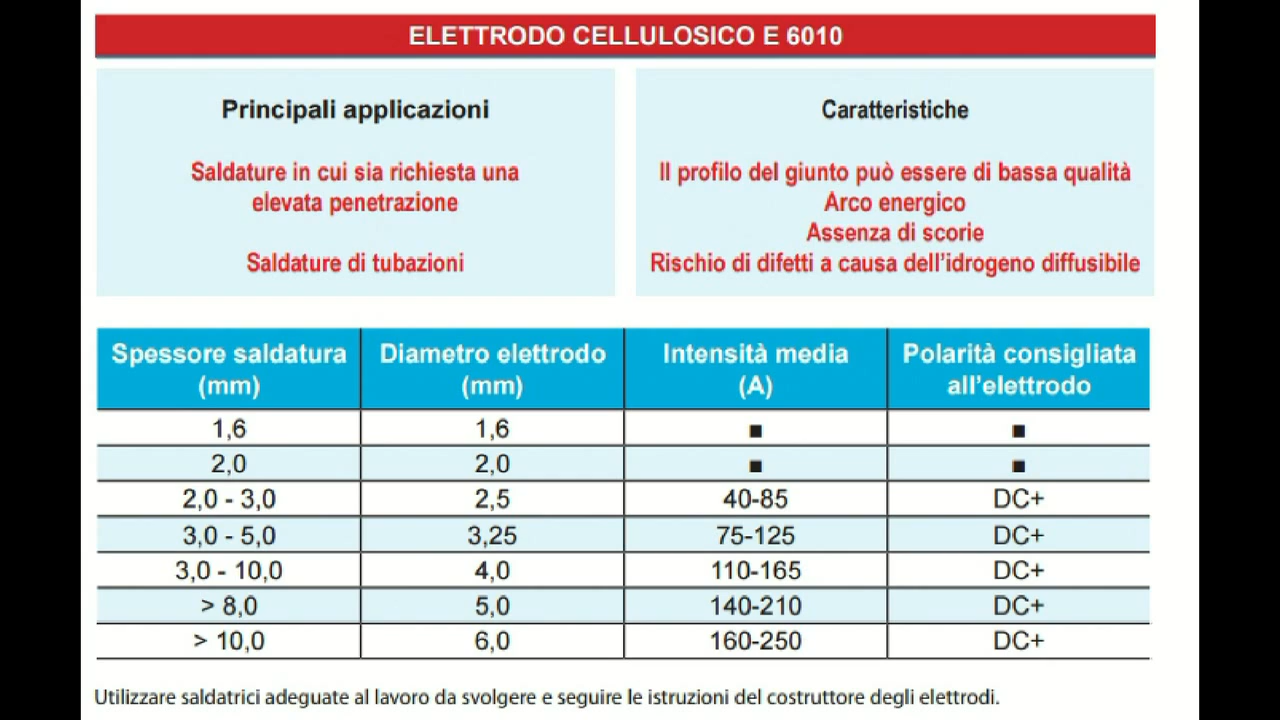 ELETTRODO CELLULOSICO E 6010
Principali applicazioni
Saldature in cui sia richiesta una
elevata penetrazione
Saldature di tubazioni
Caratteristiche
Il profilo del giunto può essere di bassa qualità
Arco energico
Assenza di scorie
Rischio di difetti a causa dell'idrogeno diffusibile
Spessore saldatura (mm) Diametro elettrodo (mm) Intensità media (A) Polarità consigliata all'elettrodo
1,6 1,6 ■ ■
2,0 2,0 ■ ■
2,0 - 3,0 2,5 40-85 DC+
3,0 - 5,0 3,25 75-125 DC+
3,0 - 10,0 4,0 110-165 DC+
> 8,0 5,0 140-210 DC+
> 10,0 6,0 160-250 DC+
Utilizzare saldatrici adeguate al lavoro da svolgere e seguire le istruzioni del costruttore degli elettrodi.